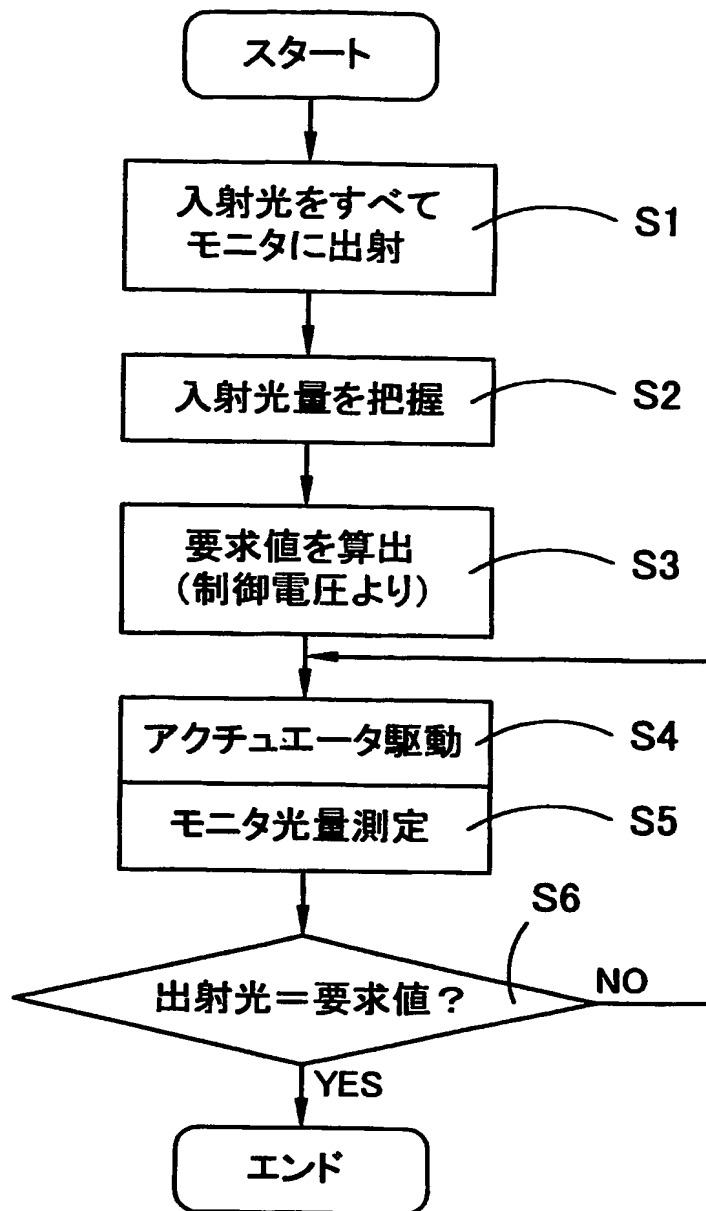 スタート
入射光をすべて
モニタに出射
S1
入射光量を把握
S2
要求値を算出
(制御電圧より)
S3
アクチュエータ駆動
S4
モニタ光量測定
S5
S6
出射光＝要求値？
NO
YES
エンド